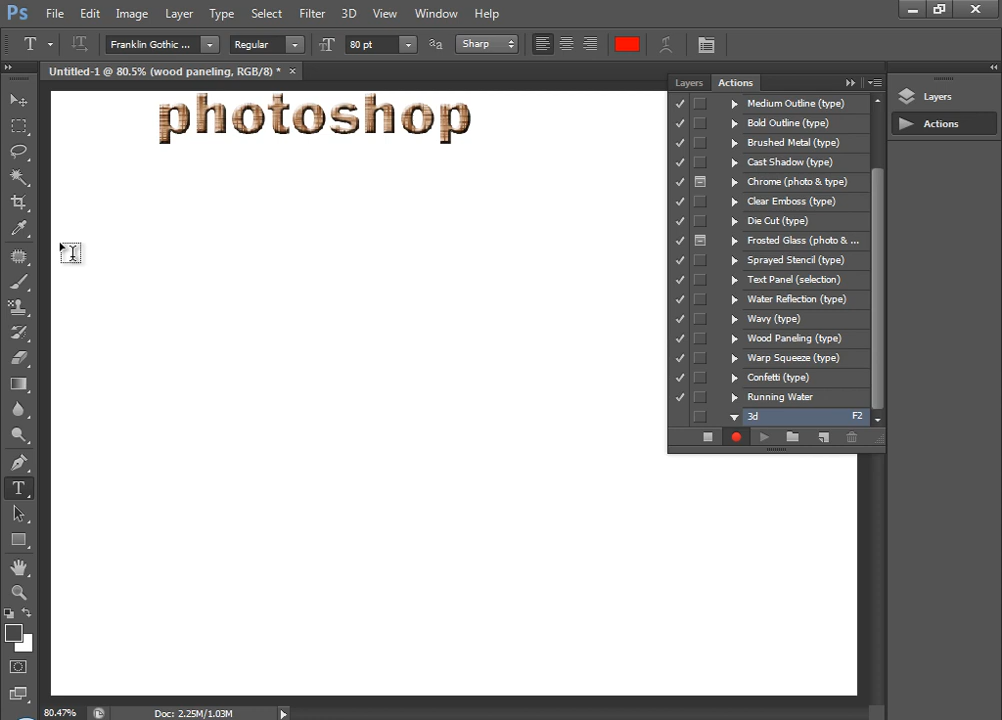 Ps File Edit Image Layer Type Select Filter 3D View Window Help
T Franklin Gothic ... Regular 80 pt aa Sharp
Untitled-1 @ 80.5% (wood paneling, RGB/8) * ×
photoshop
Layers Actions
Medium Outline (type)
Bold Outline (type)
Brushed Metal (type)
Cast Shadow (type)
Chrome (photo & type)
Clear Emboss (type)
Die Cut (type)
Frosted Glass (photo & ...
Sprayed Stencil (type)
Text Panel (selection)
Water Reflection (type)
Wavy (type)
Wood Paneling (type)
Warp Squeeze (type)
Confetti (type)
Running Water
3d F2
Layers
Actions
80.47% Doc: 2.25M/1.03M